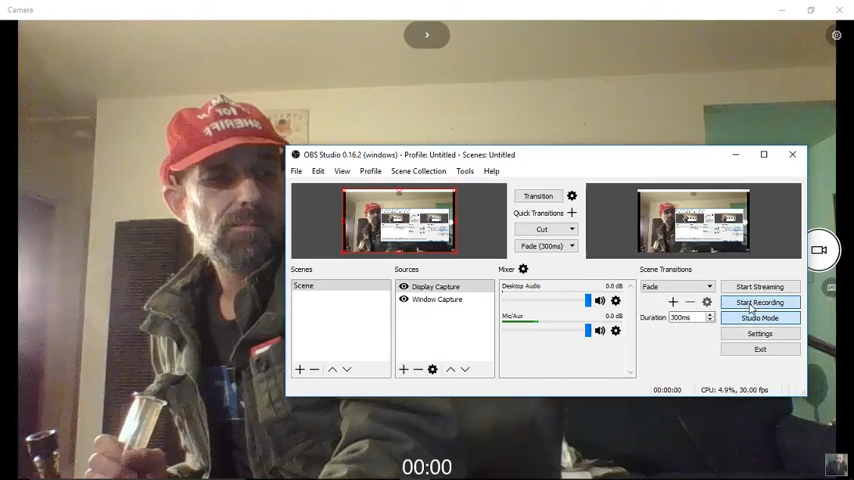 Camera
FOR
SHERIFF
OBS Studio 0.16.2 (windows) - Profile: Untitled - Scenes: Untitled
File Edit View Profile Scene Collection Tools Help
Transition
Quick Transitions
Cut
Fade (300ms)
Scenes
Scene
Sources
Display Capture
Window Capture
Mixer
Desktop Audio 0.0 dB
Mic/Aux 0.0 dB
Scene Transitions
Fade
Duration 300ms
Start Streaming
Start Recording
Studio Mode
Settings
Exit
00:00:00 CPU: 4.9%, 30.00 fps
00:00